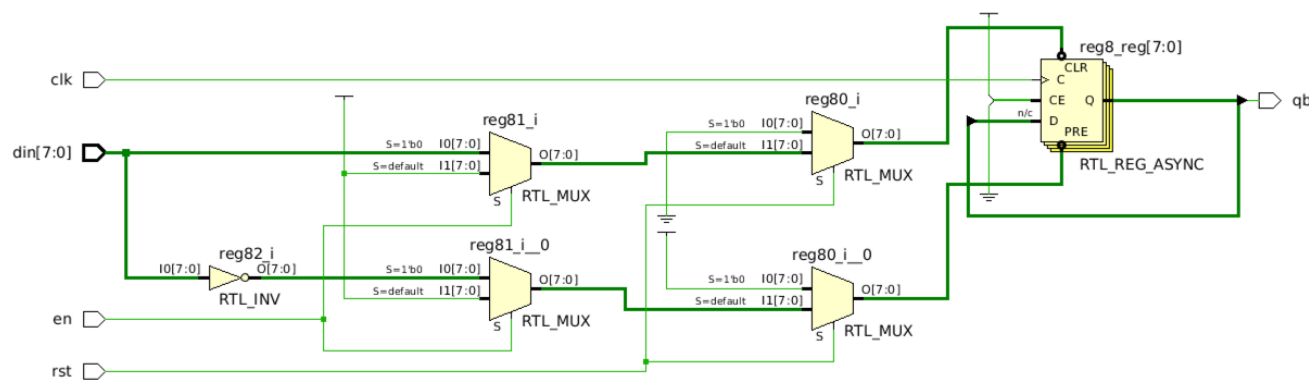 reg8_reg[7:0]
CLR
clk
C
qb
CE
Q
n/c
D
PRE
RTL_REG_ASYNC
reg80_i
S=1'b0
I0[7:0]
O[7:0]
S=default
I1[7:0]
S
RTL_MUX
reg81_i
din[7:0]
S=1'b0
I0[7:0]
O[7:0]
S=default
I1[7:0]
S
RTL_MUX
reg82_i
I0[7:0]
O[7:0]
RTL_INV
reg81_i__0
S=1'b0
I0[7:0]
O[7:0]
S=default
I1[7:0]
S
RTL_MUX
reg80_i__0
S=1'b0
I0[7:0]
O[7:0]
S=default
I1[7:0]
S
RTL_MUX
en
rst